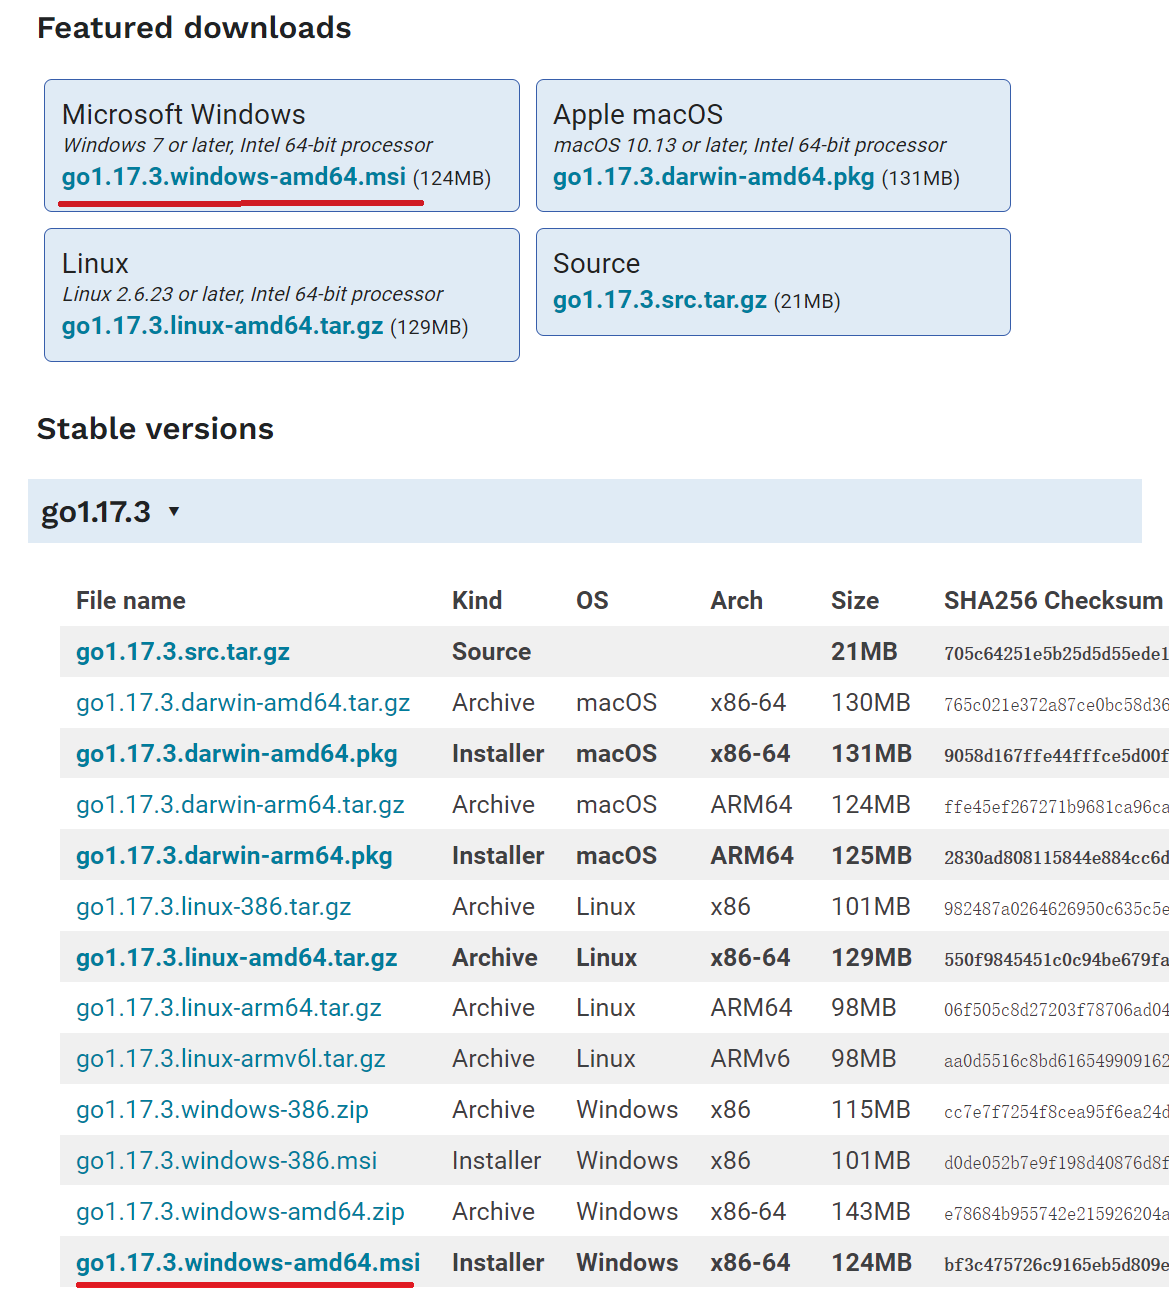 Featured downloads
Microsoft Windows
Windows 7 or later, Intel 64-bit processor
go1.17.3.windows-amd64.msi (124MB)
Apple macOS
macOS 10.13 or later, Intel 64-bit processor
go1.17.3.darwin-amd64.pkg (131MB)
Linux
Linux 2.6.23 or later, Intel 64-bit processor
go1.17.3.linux-amd64.tar.gz (129MB)
Source
go1.17.3.src.tar.gz (21MB)
Stable versions
go1.17.3 ▾
File name Kind OS Arch Size SHA256 Checksum
go1.17.3.src.tar.gz Source 21MB 705c64251e5b25d5d55ede1
go1.17.3.darwin-amd64.tar.gz Archive macOS x86-64 130MB 765c021e372a87ce0bc58d36
go1.17.3.darwin-amd64.pkg Installer macOS x86-64 131MB 9058d167ffe44fffce5d00f
go1.17.3.darwin-arm64.tar.gz Archive macOS ARM64 124MB ffe45ef267271b9681ca96ca
go1.17.3.darwin-arm64.pkg Installer macOS ARM64 125MB 2830ad808115844e884cc6d
go1.17.3.linux-386.tar.gz Archive Linux x86 101MB 982487a0264626950c635c5e
go1.17.3.linux-amd64.tar.gz Archive Linux x86-64 129MB 550f9845451c0c94be679fa
go1.17.3.linux-arm64.tar.gz Archive Linux ARM64 98MB 06f505c8d27203f78706ad04
go1.17.3.linux-armv6l.tar.gz Archive Linux ARMv6 98MB aa0d5516c8bd616549909162
go1.17.3.windows-386.zip Archive Windows x86 115MB cc7e7f7254f8cea95f6ea24d
go1.17.3.windows-386.msi Installer Windows x86 101MB d0de052b7e9f198d40876d8f
go1.17.3.windows-amd64.zip Archive Windows x86-64 143MB e78684b955742e215926204a
go1.17.3.windows-amd64.msi Installer Windows x86-64 124MB bf3c475726c9165eb5d809e